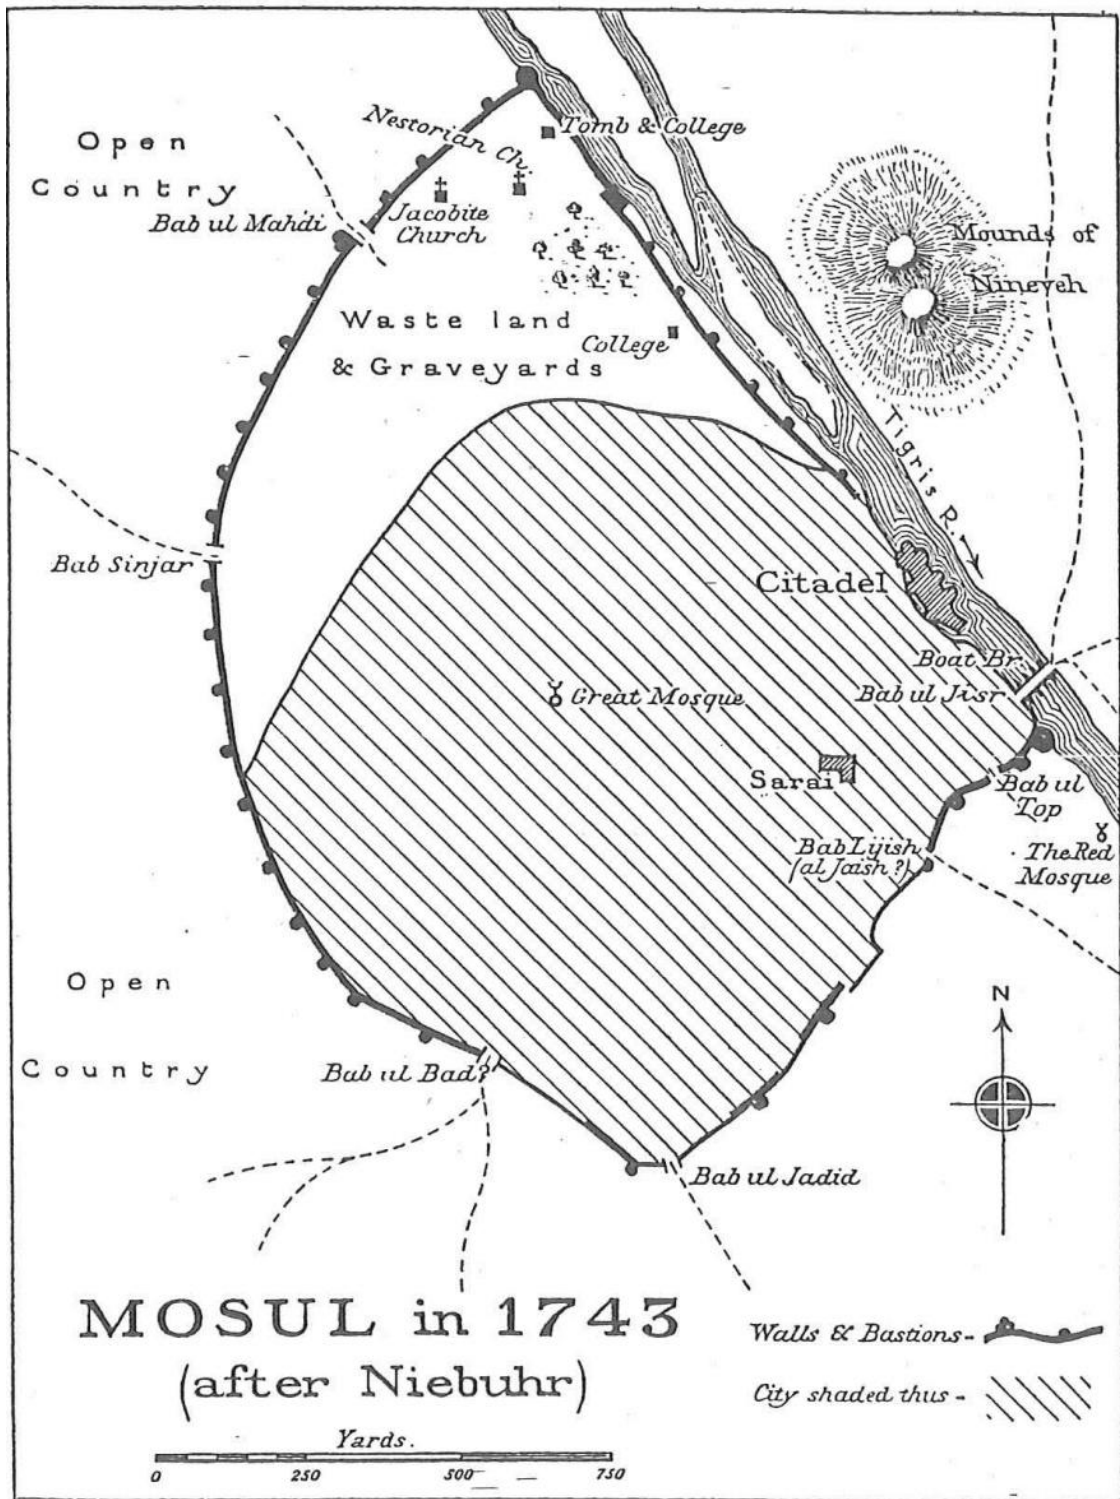 Open
Country
Nestorian Ch.
Tomb & College
Bab ul Mahdi
Jacobite
Church
Mounds of
Nineveh
Waste land
& Graveyards
College
Tigris R.
Bab Sinjar
Citadel
Boat Br.
Bab ul Jisr
Great Mosque
Sarai
Bab ul
Top
Bab Lijish
(al Jaish ?)
The Red
Mosque
Open
Country
N
Bab ul Bad?
Bab ul Jadid
MOSUL in 1743
(after Niebuhr)
Walls & Bastions-
City shaded thus -
Yards.
0 250 500 750